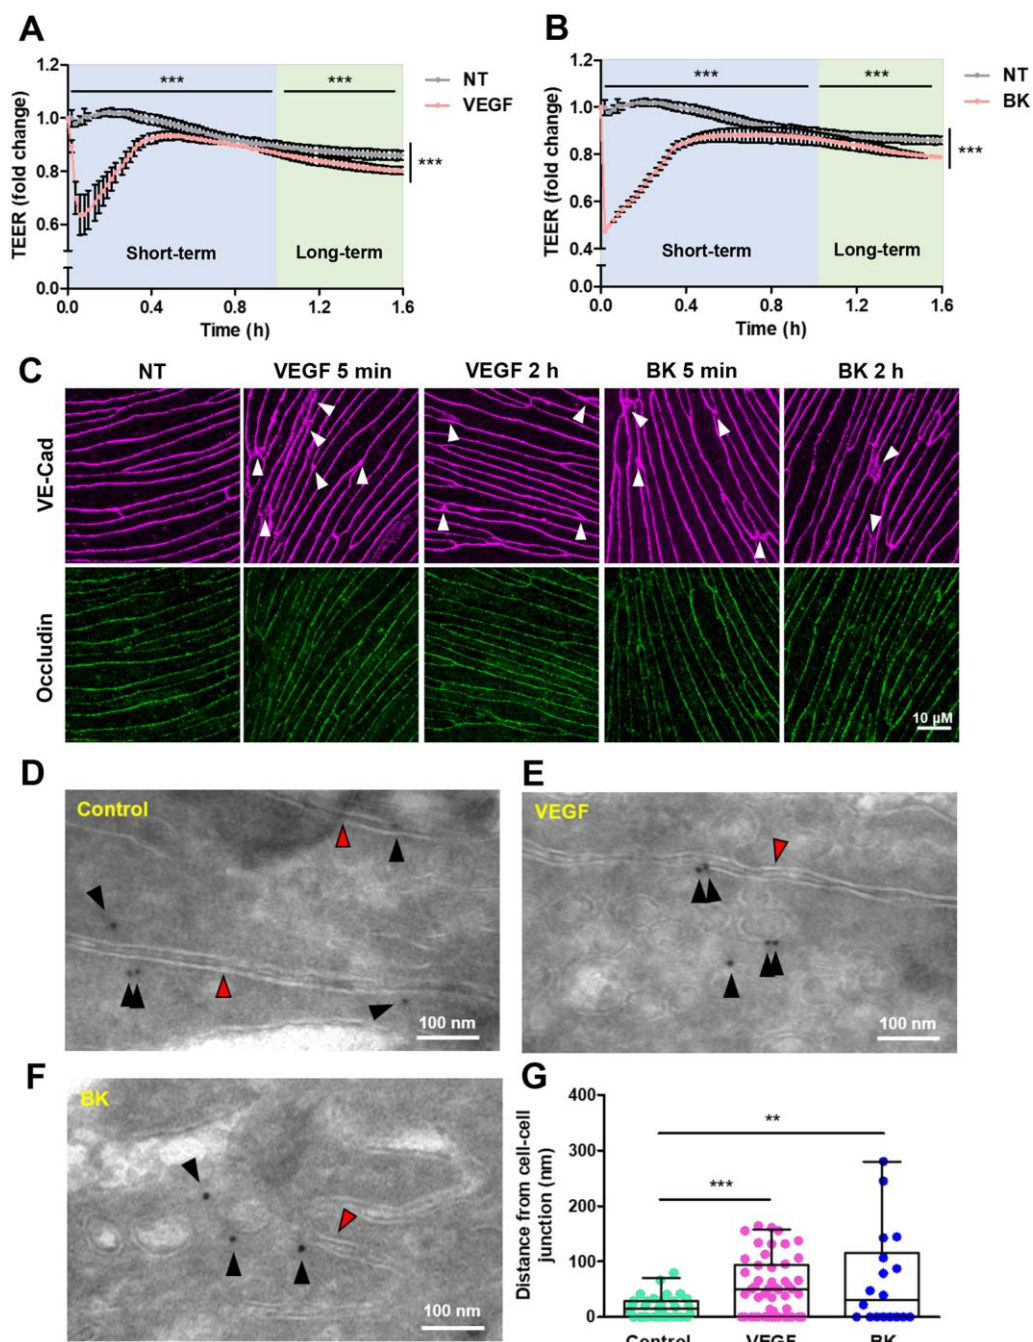 A
B
1.2
1.0
0.8
0.6
0.0
TEER (fold change)
***
***
NT
VEGF
***
Short-term
Long-term
0.0
0.4
0.8
1.2
1.6
Time (h)
1.2
1.0
0.8
0.6
0.4
0.0
TEER (fold change)
***
***
NT
BK
***
Short-term
Long-term
0.0
0.4
0.8
1.2
1.6
Time (h)
C
NT
VEGF 5 min
VEGF 2 h
BK 5 min
BK 2 h
VE-Cad
Occludin
10 µM
D
Control
100 nm
E
VEGF
100 nm
F
BK
100 nm
G
400
300
200
100
0
Distance from cell-cell
junction (nm)
**
***
Control
VEGF
BK